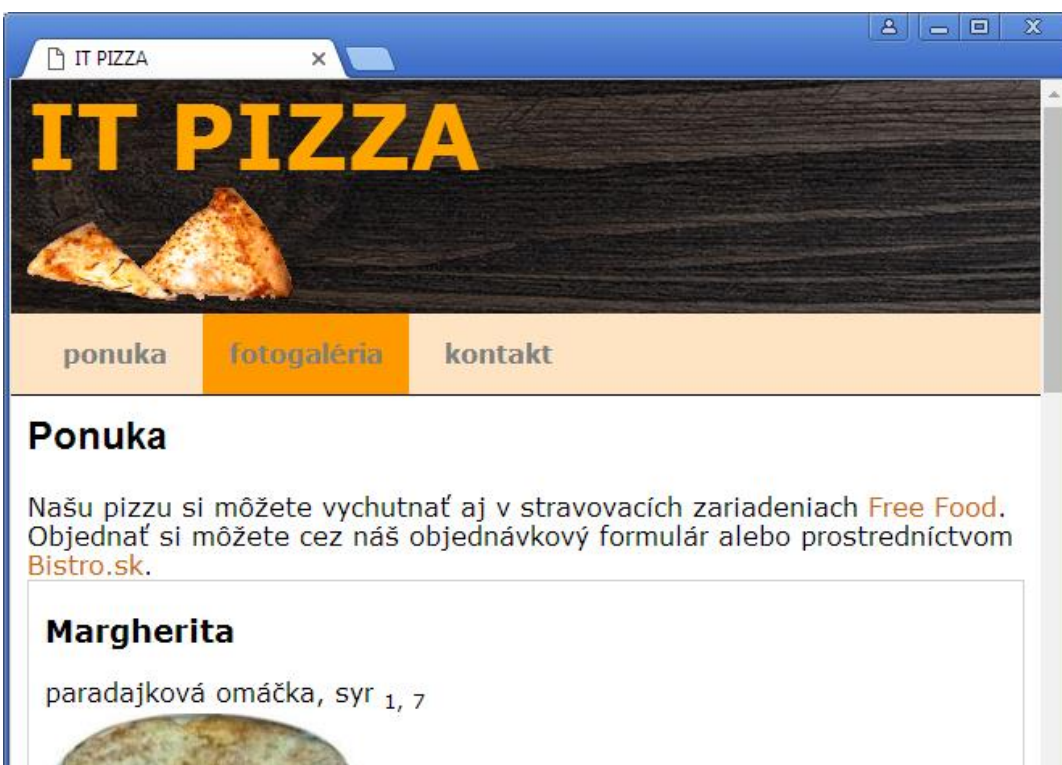 IT PIZZA
IT PIZZA
ponuka fotogaléria kontakt
Ponuka
Našu pizzu si môžete vychutnať aj v stravovacích zariadeniach Free Food.
Objednať si môžete cez náš objednávkový formulár alebo prostredníctvom
Bistro.sk.
Margherita
paradajková omáčka, syr 1, 7